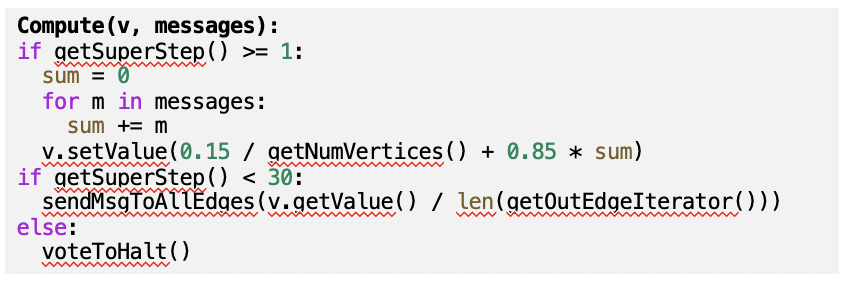 Compute(v, messages):
if getSuperStep() >= 1:
  sum = 0
  for m in messages:
    sum += m
  v.setValue(0.15 / getNumVertices() + 0.85 * sum)
if getSuperStep() < 30:
  sendMsgToAllEdges(v.getValue() / len(getOutEdgeIterator()))
else:
  voteToHalt()